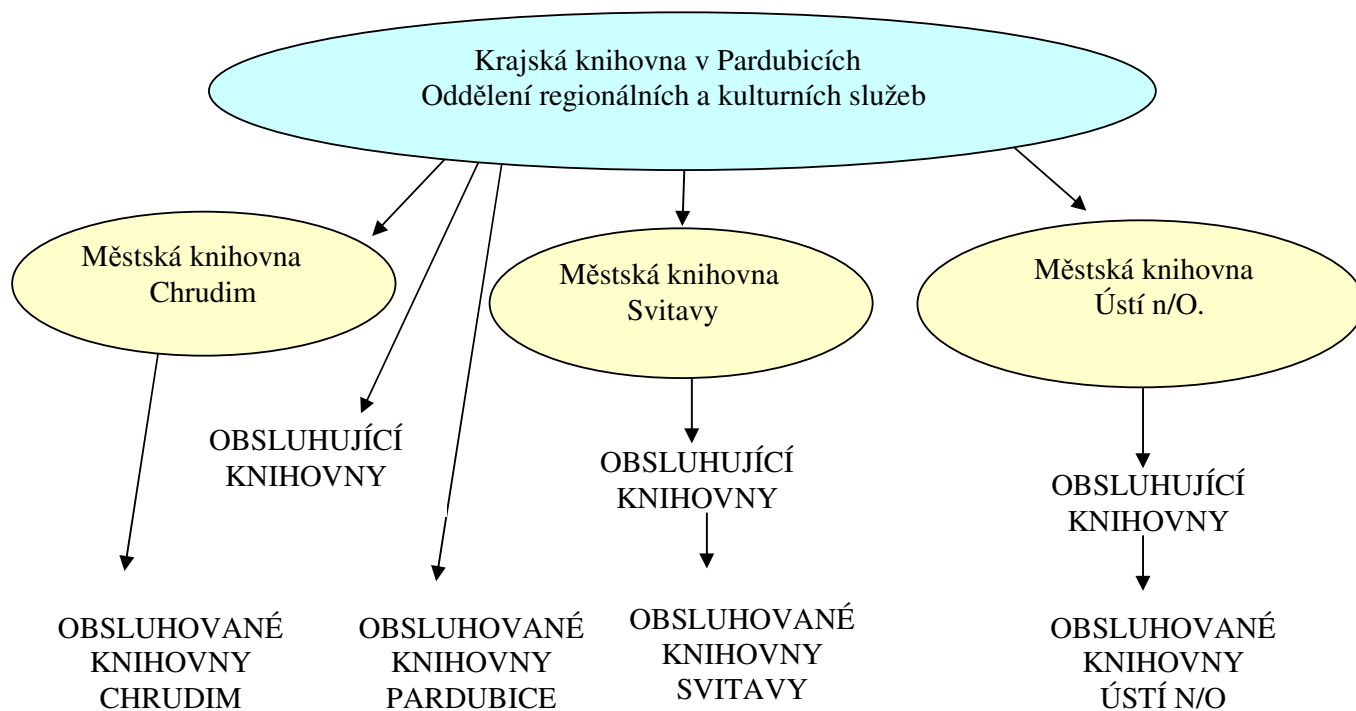 Krajská knihovna v Pardubicích
Oddělení regionálních a kulturních služeb
Městská knihovna
Chrudim
Městská knihovna
Svitavy
Městská knihovna
Ústí n/O.
OBSLUHUJÍCÍ
KNIHOVNY
OBSLUHUJÍCÍ
KNIHOVNY
OBSLUHUJÍCÍ
KNIHOVNY
OBSLUHOVANÉ
KNIHOVNY
CHRUDIM
OBSLUHOVANÉ
KNIHOVNY
PARDUBICE
OBSLUHOVANÉ
KNIHOVNY
SVITAVY
OBSLUHOVANÉ
KNIHOVNY
ÚSTÍ N/O